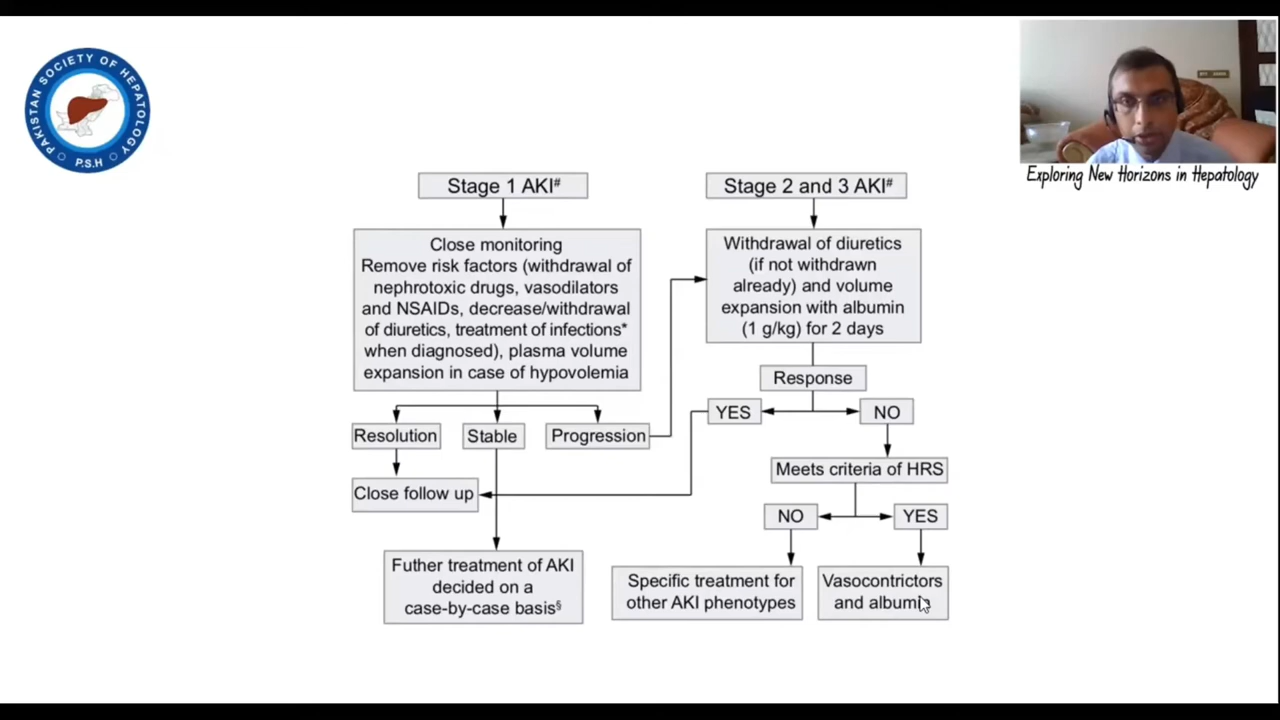 PAKISTAN SOCIETY OF HEPATOLOGY
P.S.H
Exploring New Horizons in Hepatology
Stage 1 AKI#
Close monitoring
Remove risk factors (withdrawal of
nephrotoxic drugs, vasodilators
and NSAIDs, decrease/withdrawal
of diuretics, treatment of infections*
when diagnosed), plasma volume
expansion in case of hypovolemia
Resolution
Stable
Progression
Close follow up
Futher treatment of AKI
decided on a
case-by-case basis§
Stage 2 and 3 AKI#
Withdrawal of diuretics
(if not withdrawn
already) and volume
expansion with albumin
(1 g/kg) for 2 days
Response
YES
NO
Meets criteria of HRS
NO
YES
Specific treatment for
other AKI phenotypes
Vasocontrictors
and albumin